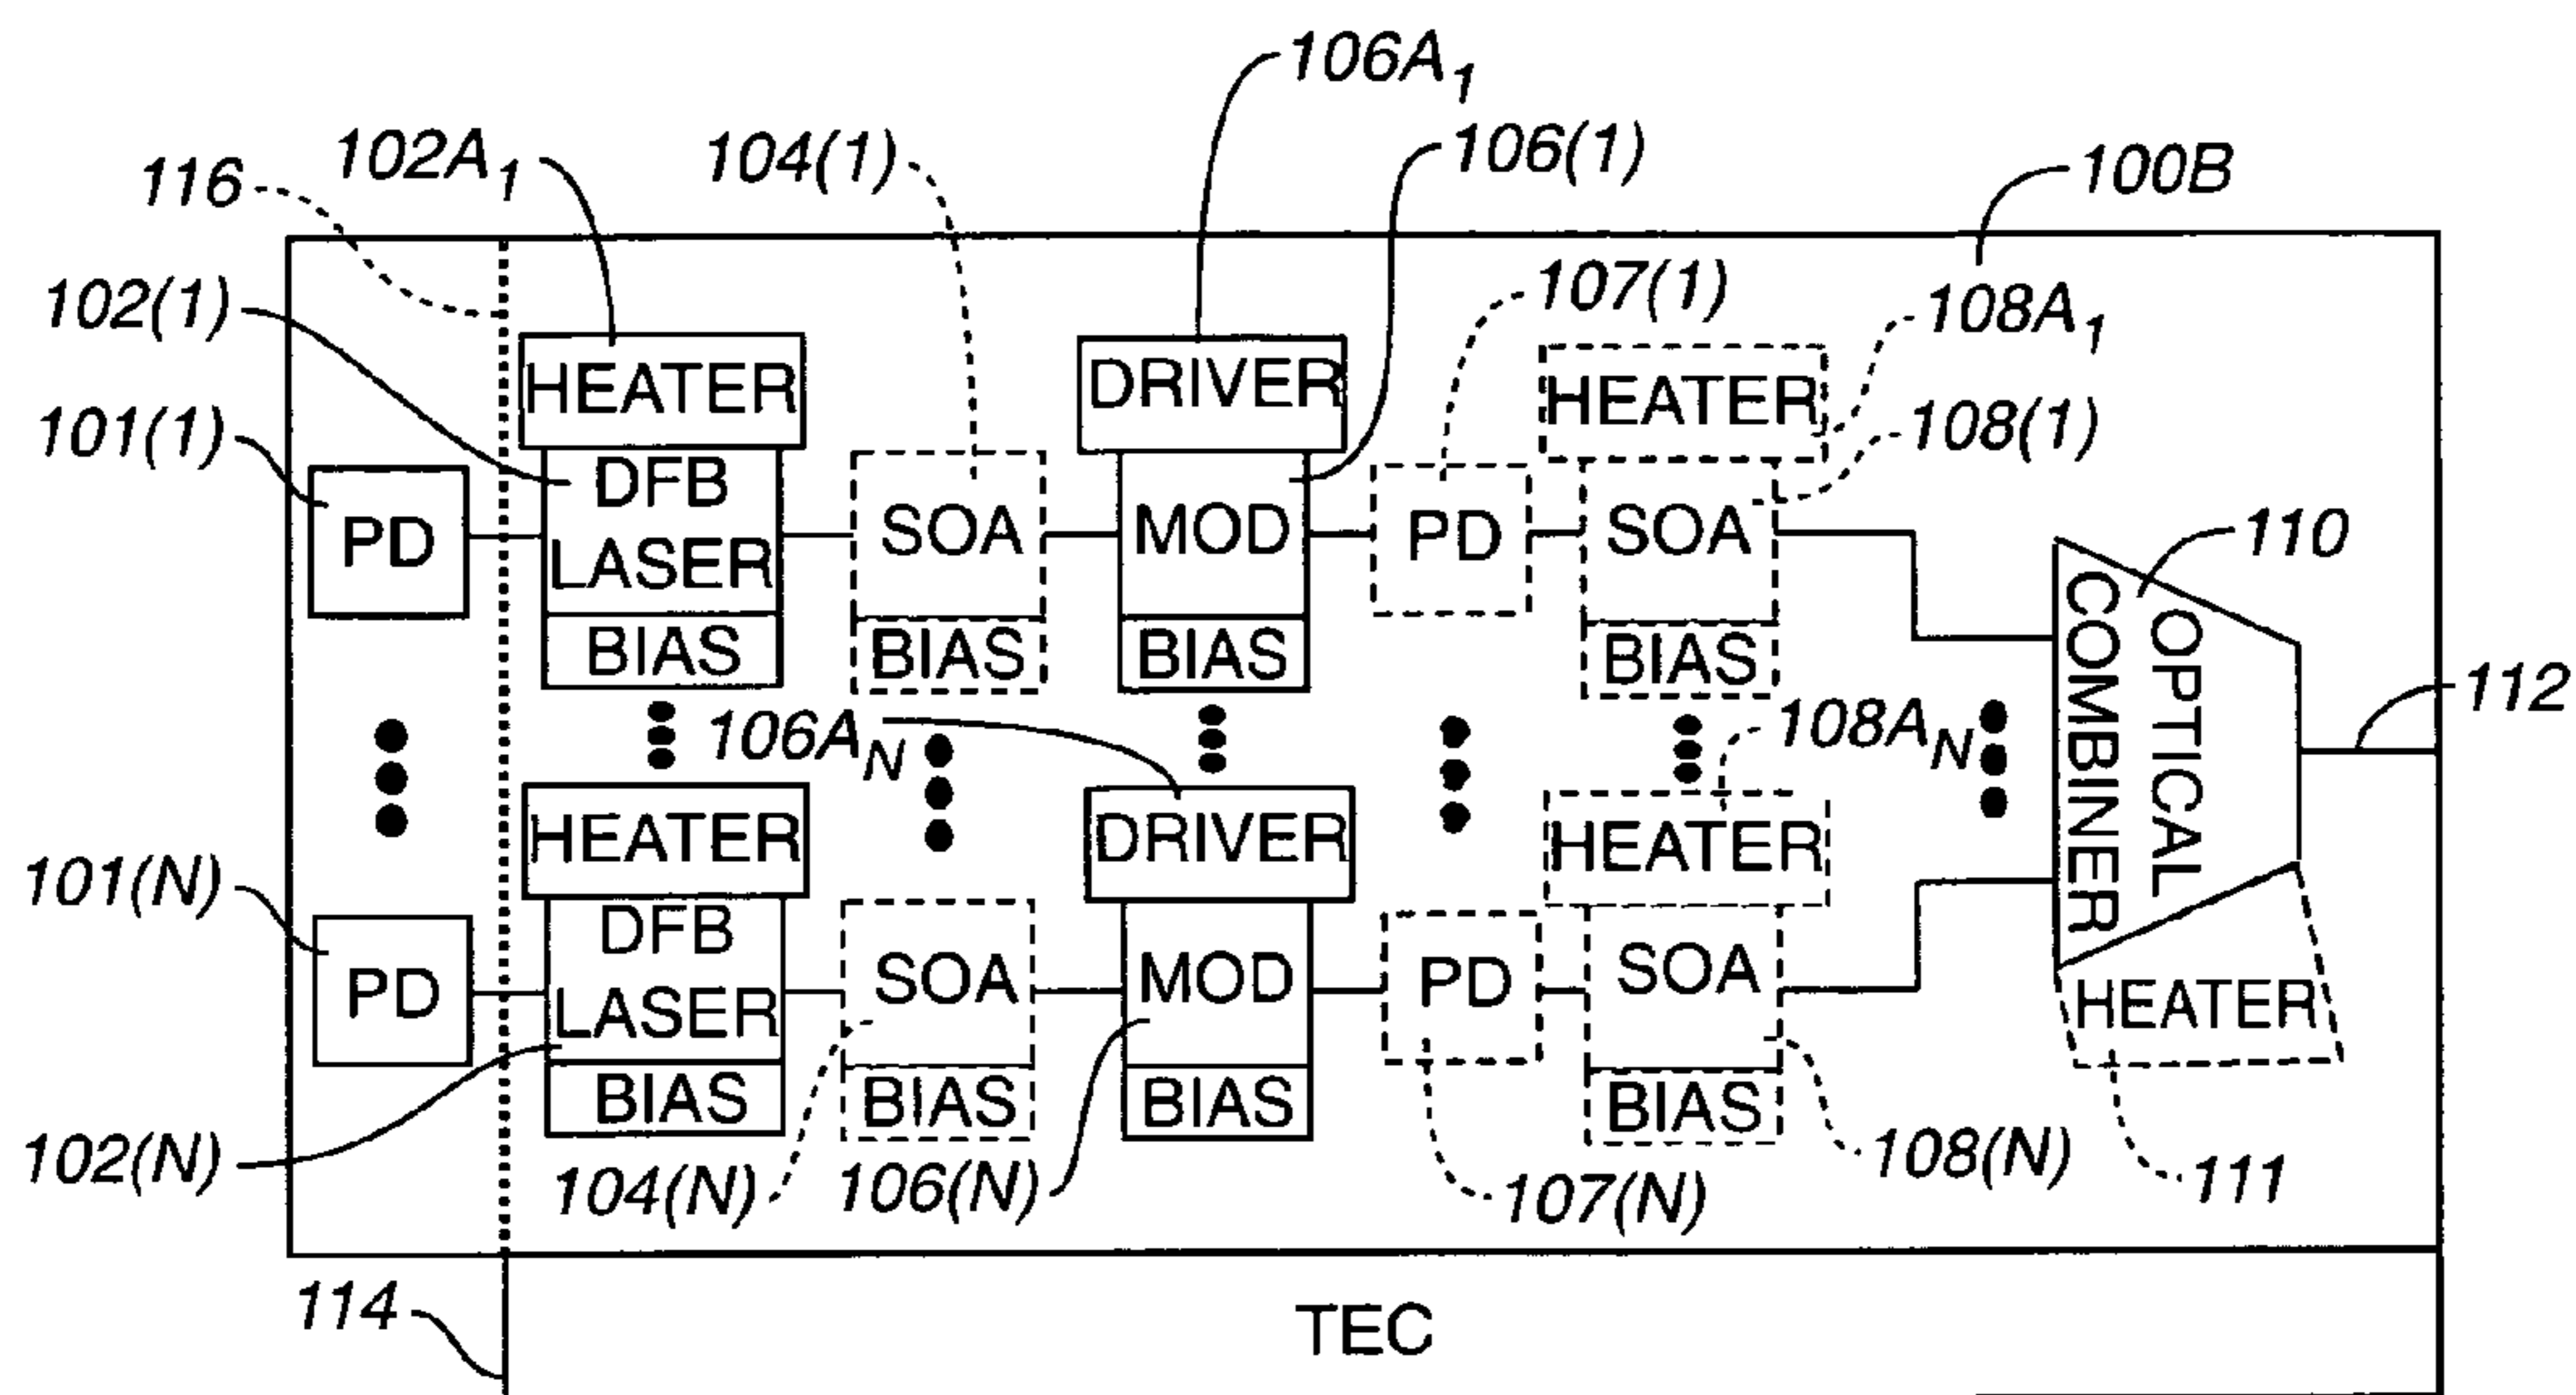 106A1
116
102A1
104(1)
106(1)
100B
102(1)
107(1)
108A1
HEATER
DRIVER
HEATER
101(1)
108(1)
PD
DFB
LASER
BIAS
SOA
BIAS
MOD
BIAS
PD
SOA
BIAS
110
OPTICAL
COMBINER
112
106AN
108AN
HEATER
DRIVER
HEATER
101(N)
PD
DFB
LASER
BIAS
SOA
BIAS
MOD
BIAS
PD
SOA
BIAS
HEATER
102(N)
104(N)
106(N)
107(N)
108(N)
111
114
TEC